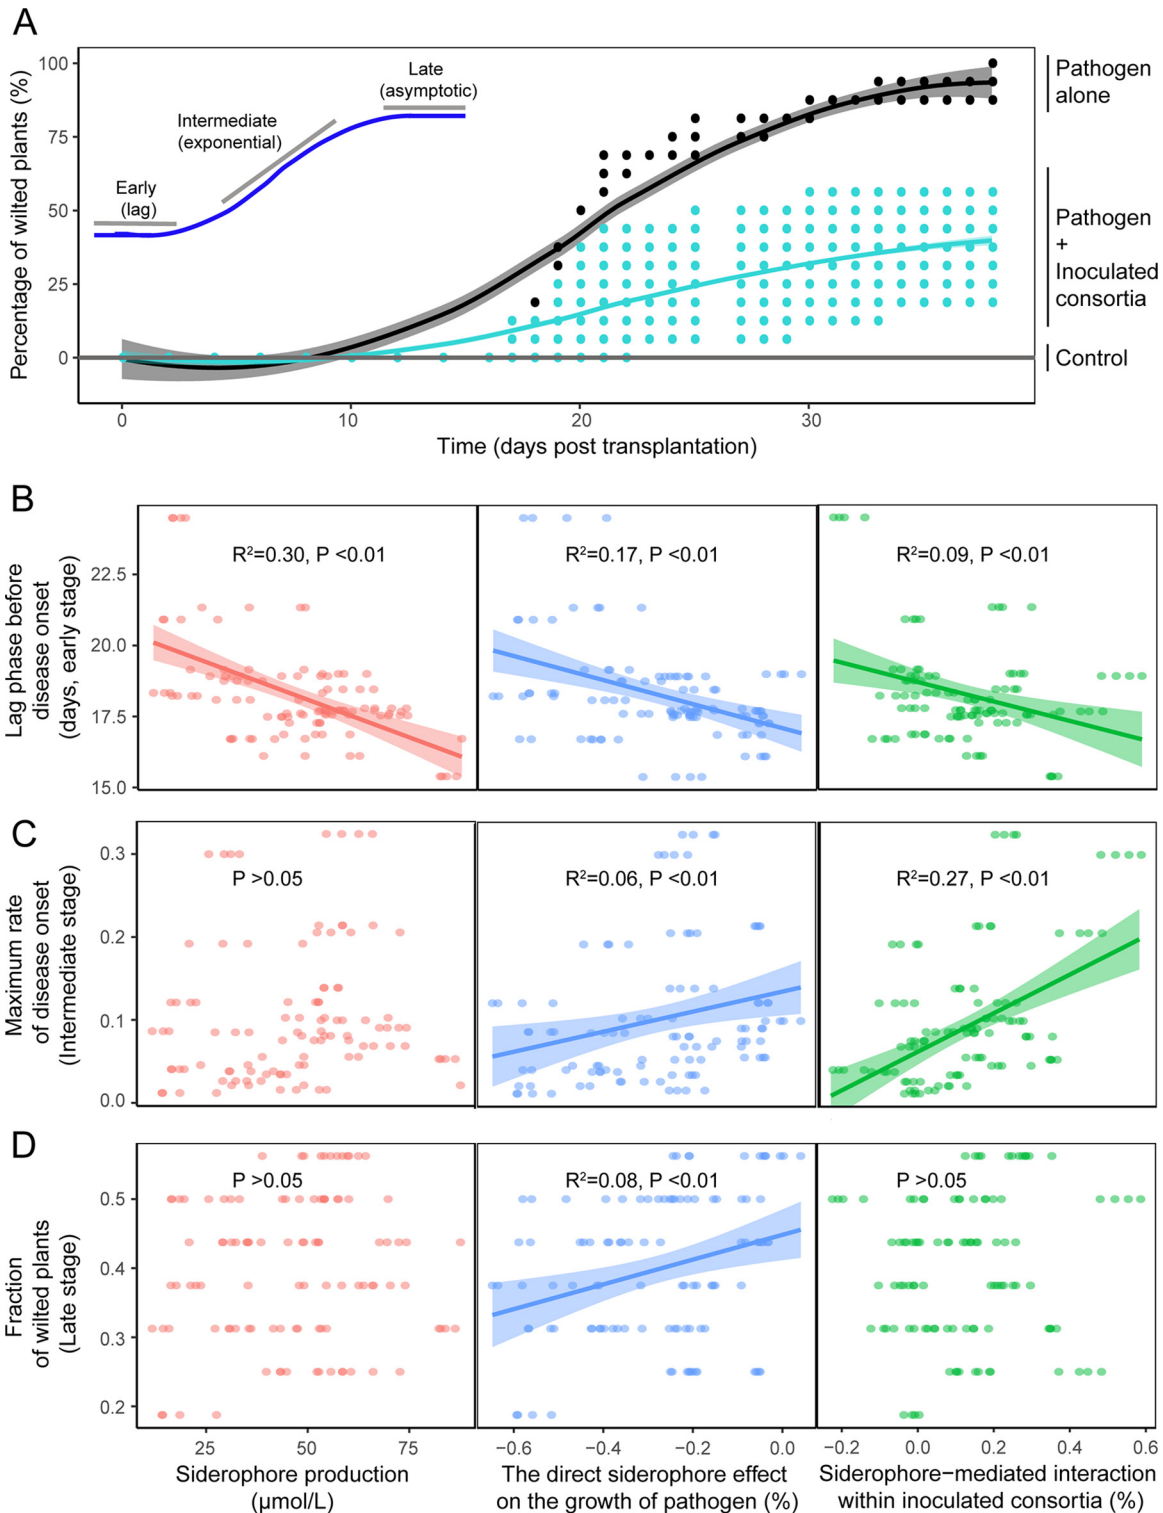 A
Percentage of wilted plants (%)
100
75
50
25
0
Early
(lag)
Intermediate
(exponential)
Late
(asymptotic)
Pathogen
alone
Pathogen
+
Inoculated
consortia
Control
0
10
20
30
Time (days post transplantation)
B
Lag phase before
disease onset
(days, early stage)
22.5
20.0
17.5
15.0
R²=0.30, P <0.01
R²=0.17, P <0.01
R²=0.09, P <0.01
C
Maximum rate
of disease onset
(Intermediate stage)
0.3
0.2
0.1
0.0
P >0.05
R²=0.06, P <0.01
R²=0.27, P <0.01
D
Fraction
of wilted plants
(Late stage)
0.5
0.4
0.3
0.2
P >0.05
R²=0.08, P <0.01
P >0.05
25
50
75
Siderophore production
(μmol/L)
−0.6
−0.4
−0.2
0.0
The direct siderophore effect
on the growth of pathogen (%)
−0.2
0.0
0.2
0.4
0.6
Siderophore−mediated interaction
within inoculated consortia (%)